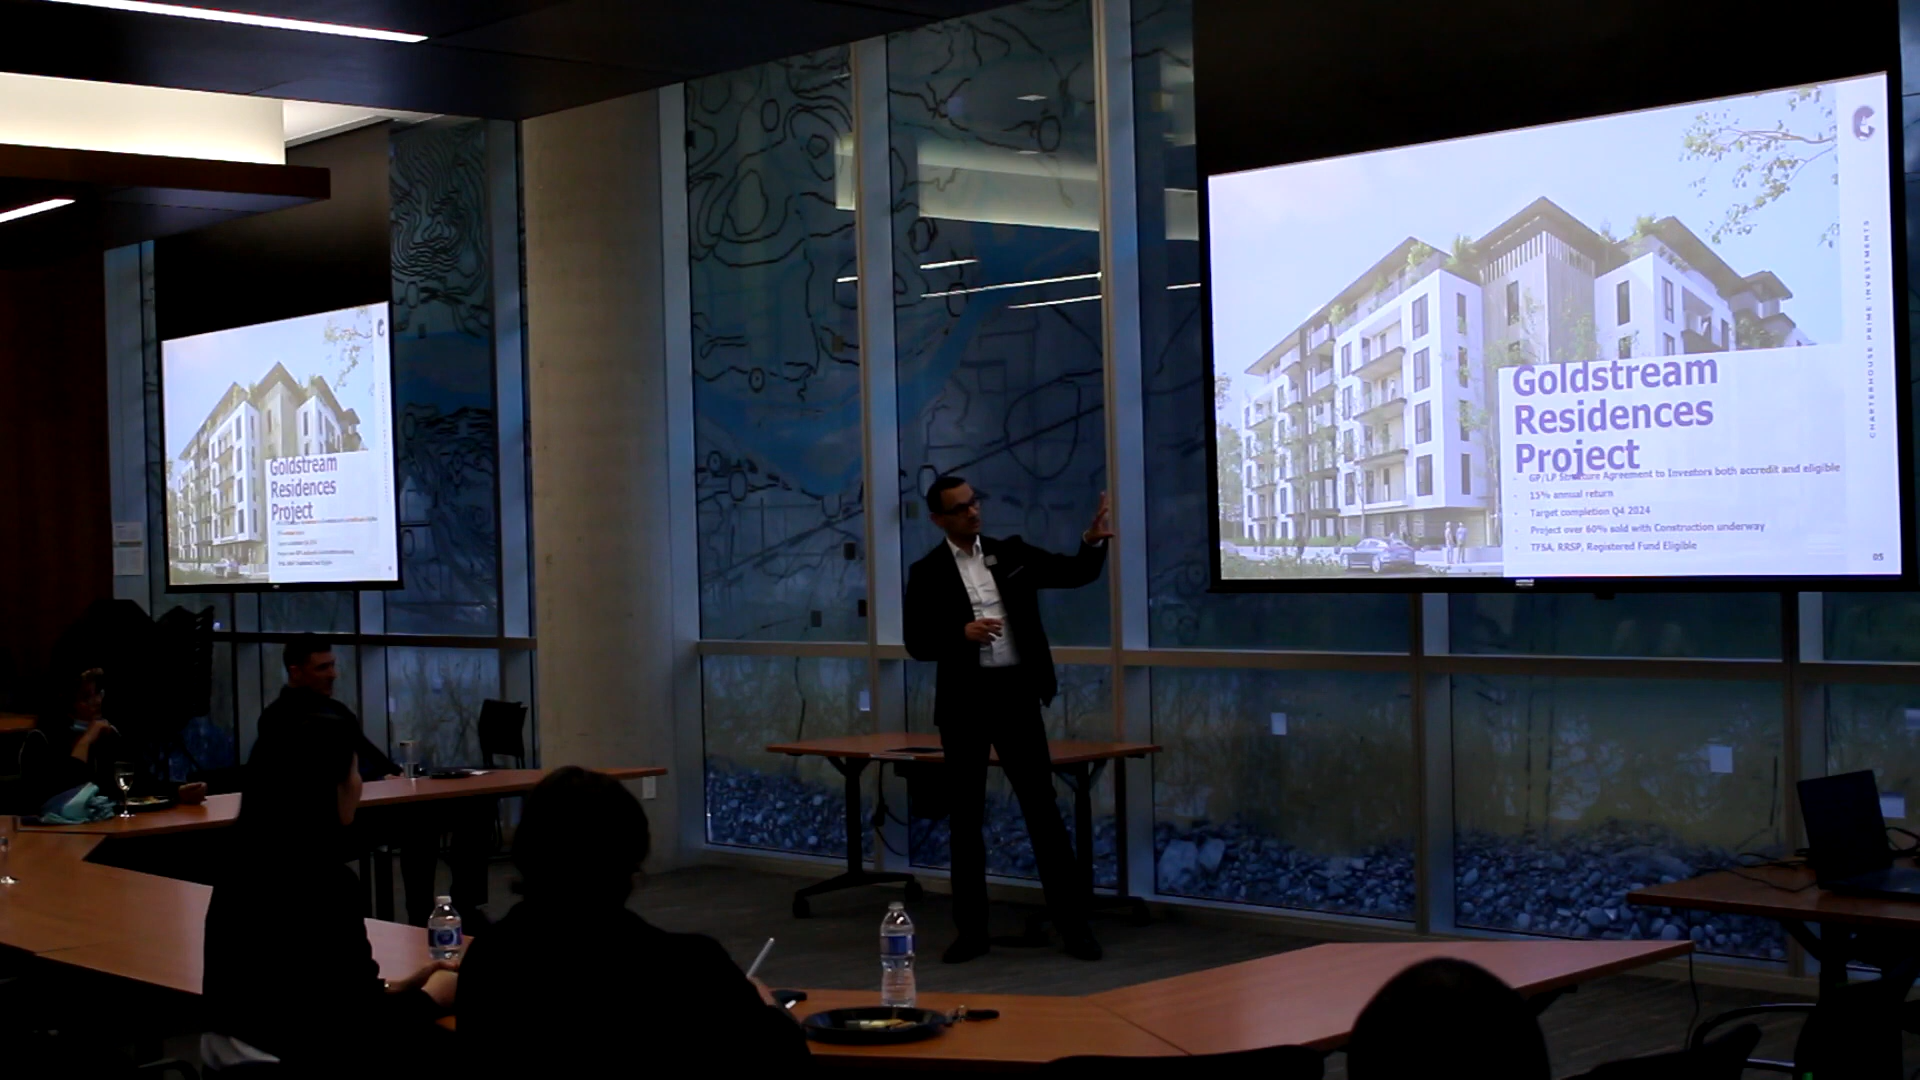 Goldstream
Residences
Project
GP/LP Structure Agreement to Investors both accredit and eligible
15% annual return
Target completion Q4 2024
Project over 60% sold with Construction underway
TFSA, RRSP, Registered Fund Eligible
05
CHARTERHOUSE PRIME INVESTMENTS
Goldstream
Residences
Project